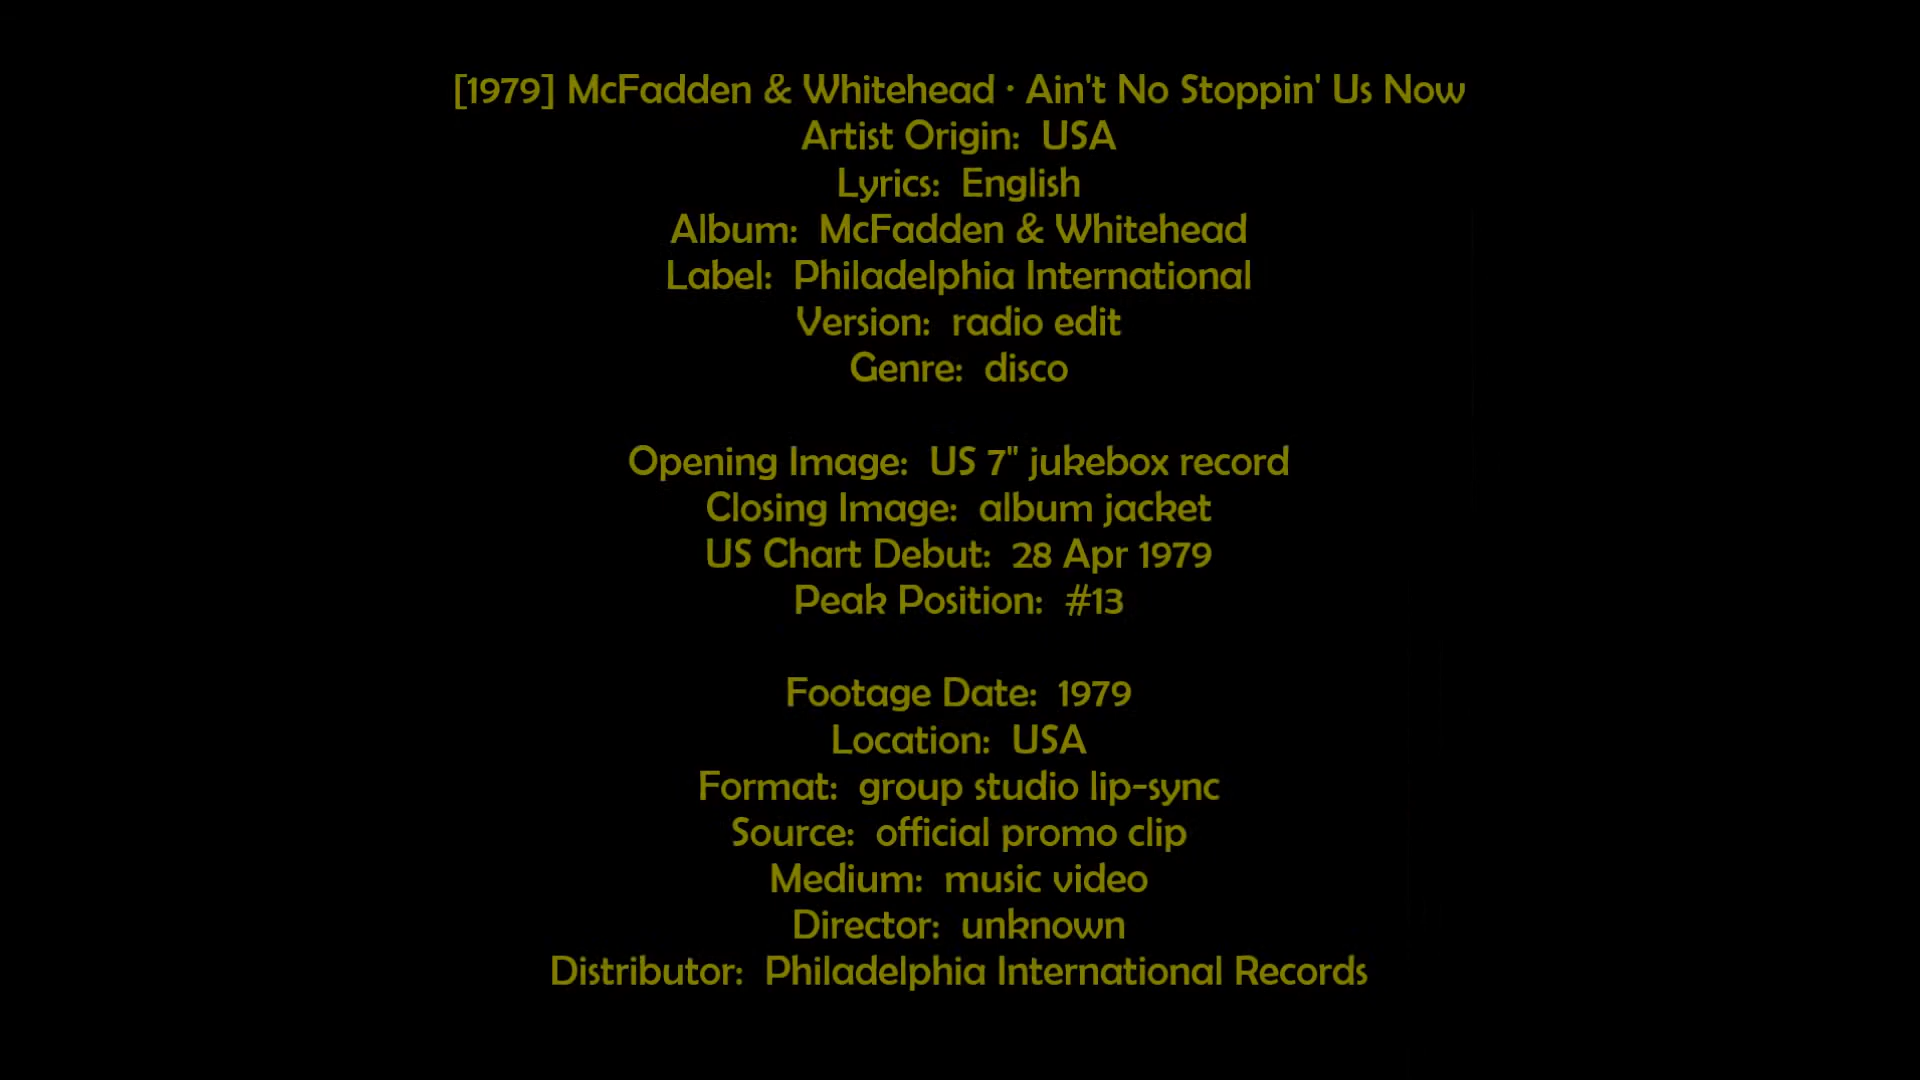 [1979] McFadden & Whitehead · Ain't No Stoppin' Us Now
Artist Origin:  USA
Lyrics:  English
Album:  McFadden & Whitehead
Label:  Philadelphia International
Version:  radio edit
Genre:  disco
Opening Image:  US 7" jukebox record
Closing Image:  album jacket
US Chart Debut:  28 Apr 1979
Peak Position:  #13
Footage Date:  1979
Location:  USA
Format:  group studio lip-sync
Source:  official promo clip
Medium:  music video
Director:  unknown
Distributor:  Philadelphia International Records